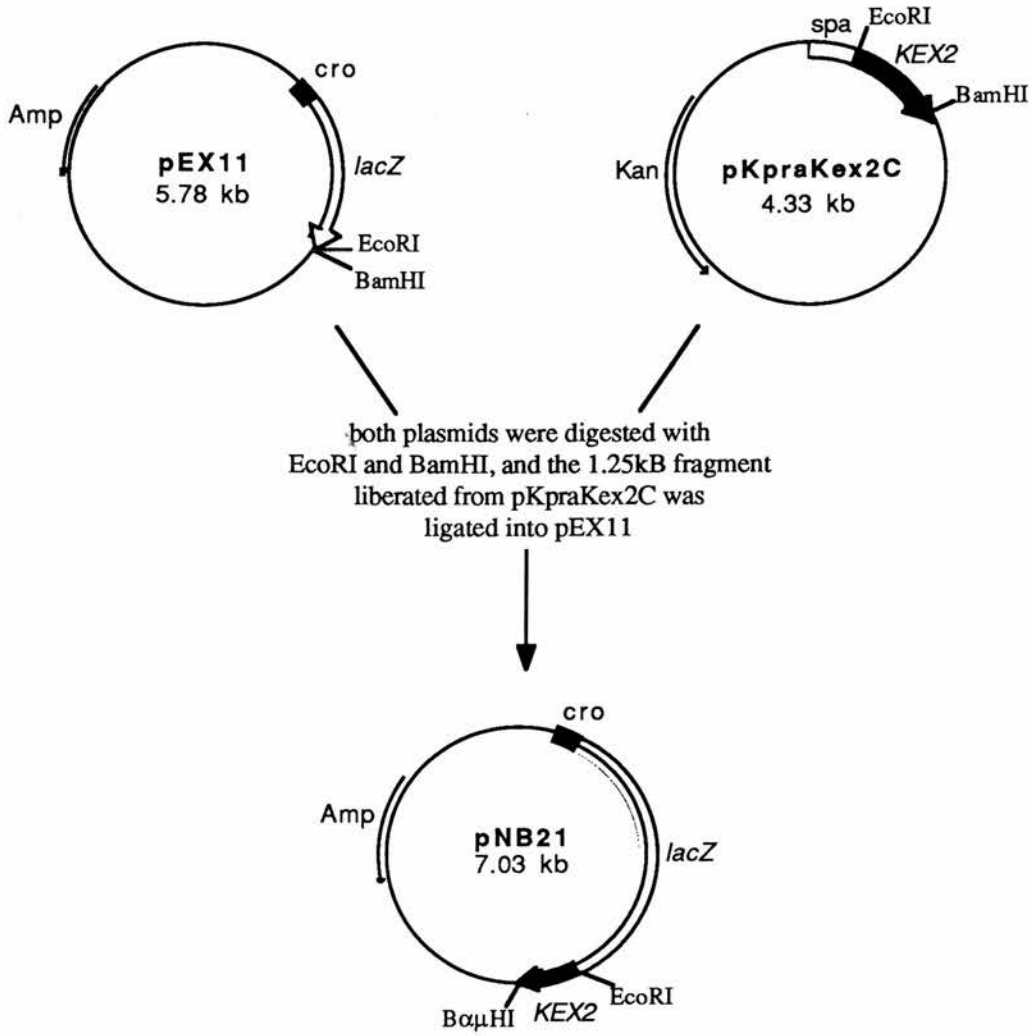 cro
Amp
pEX11
5.78 kb
lacZ
EcoRI
BamHI
spa
EcoRI
KEX2
BamHI
Kan
pKpraKex2C
4.33 kb
both plasmids were digested with
EcoRI and BamHI, and the 1.25kB fragment
liberated from pKpraKex2C was
ligated into pEX11
cro
Amp
pNB21
7.03 kb
lacZ
EcoRI
KEX2
BαμHI